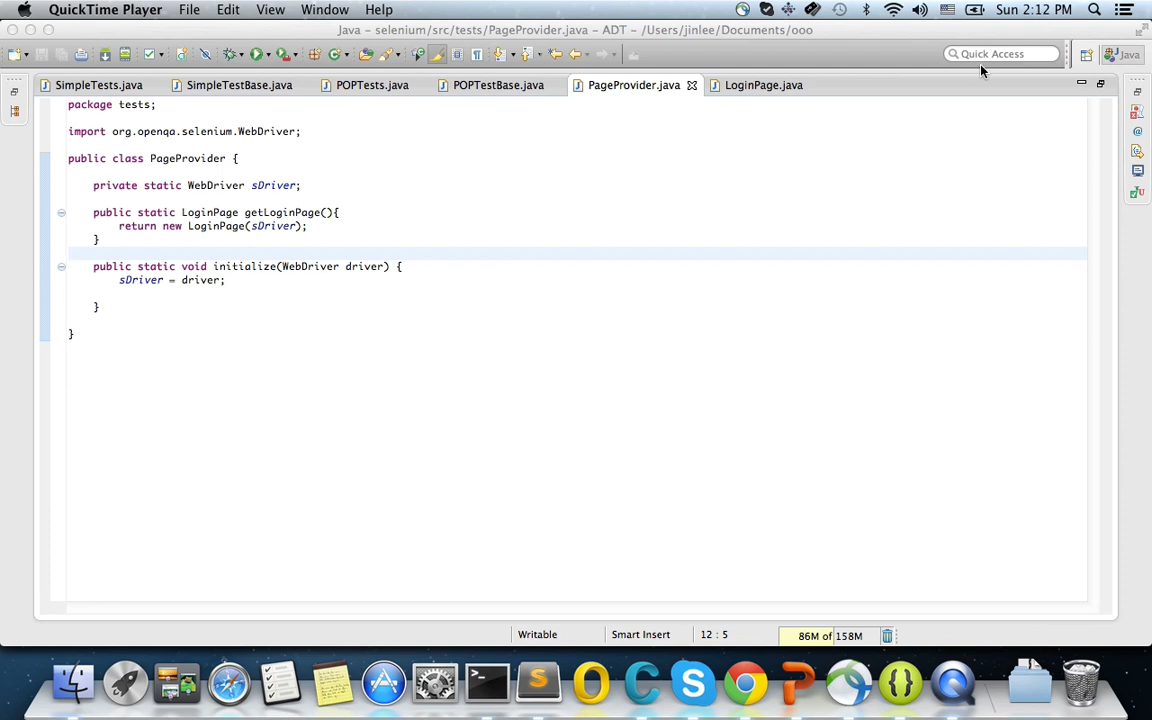 QuickTime Player File Edit View Window Help Sun 2:12 PM
Java – selenium/src/tests/PageProvider.java – ADT – /Users/jinlee/Documents/ooo
Quick Access Java
SimpleTests.java SimpleTestBase.java POPTests.java POPTestBase.java PageProvider.java LoginPage.java
package tests;
import org.openqa.selenium.WebDriver;
public class PageProvider {
private static WebDriver sDriver;
public static LoginPage getLoginPage(){
return new LoginPage(sDriver);
}
public static void initialize(WebDriver driver) {
sDriver = driver;
}
}
Writable Smart Insert 12 : 5 86M of 158M